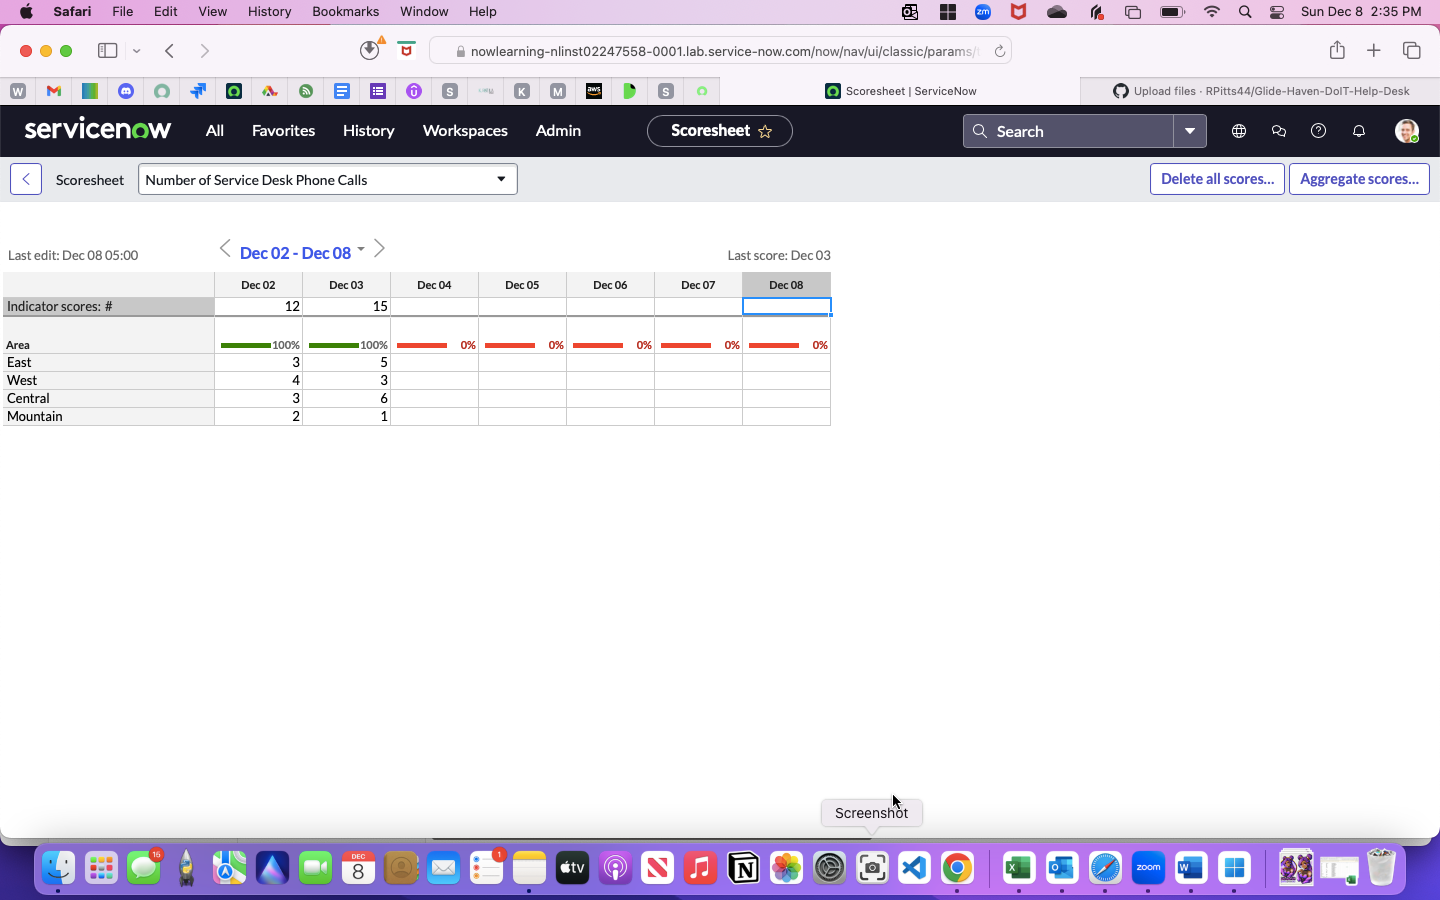 Safari File Edit View History Bookmarks Window Help zm Sun Dec 8 2:35 PM
nowlearning-nlinst02247558-0001.lab.service-now.com/now/nav/ui/classic/params/
W S K M aws S Scoresheet | ServiceNow Upload files · RPitts44/Glide-Haven-DoIT-Help-Desk
servicenow All Favorites History Workspaces Admin Scoresheet Search
Scoresheet Number of Service Desk Phone Calls Delete all scores... Aggregate scores...
Last edit: Dec 08 05:00 Dec 02 - Dec 08 Last score: Dec 03
Dec 02 Dec 03 Dec 04 Dec 05 Dec 06 Dec 07 Dec 08
Indicator scores: # 12 15
Area 100% 100% 0% 0% 0% 0% 0%
East 3 5
West 4 3
Central 3 6
Mountain 2 1
Screenshot
15 DEC 8 1 tv N zoom W